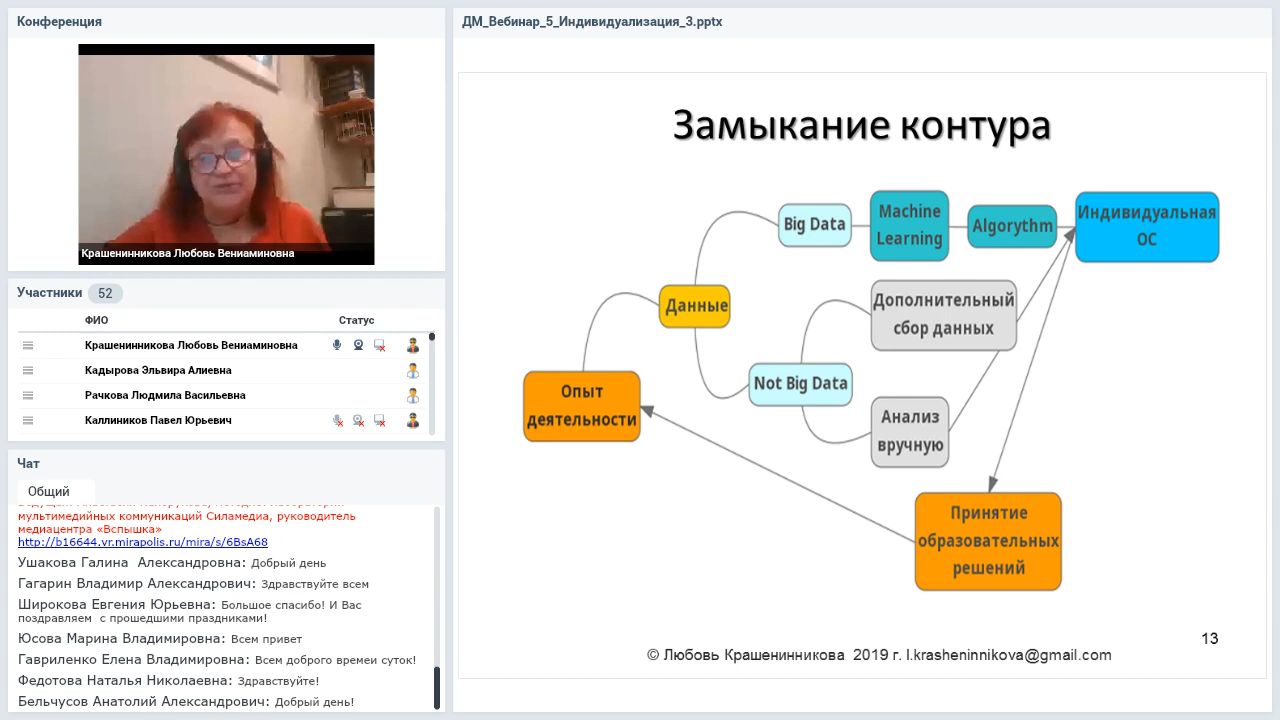 Конференция
Крашенинникова Любовь Вениаминовна
Участники 52
ФИО Статус
Крашенинникова Любовь Вениаминовна
Кадырова Эльвира Алиевна
Рачкова Людмила Васильевна
Каллиников Павел Юрьевич
Чат
Общий
мультимедийных коммуникаций Силамедиа, руководитель
медиацентра «Вспышка»
http://b16644.vr.mirapolis.ru/mira/s/6BsA68
Ушакова Галина Александровна: Добрый день
Гагарин Владимир Александрович: Здравствуйте всем
Широкова Евгения Юрьевна: Большое спасибо! И Вас
поздравляем с прошедшими праздниками!
Юсова Марина Владимировна: Всем привет
Гавриленко Елена Владимировна: Всем доброго времеи суток!
Федотова Наталья Николаевна: Здравствуйте!
Бельчусов Анатолий Александрович: Добрый день!
ДМ_Вебинар_5_Индивидуализация_3.pptx
Замыкание контура
Big Data
Machine
Learning
Algorythm
Индивидуальная
ОС
Данные
Дополнительный
сбор данных
Not Big Data
Опыт
деятельности
Анализ
вручную
Принятие
образовательных
решений
13
© Любовь Крашенинникова 2019 г. l.krasheninnikova@gmail.com